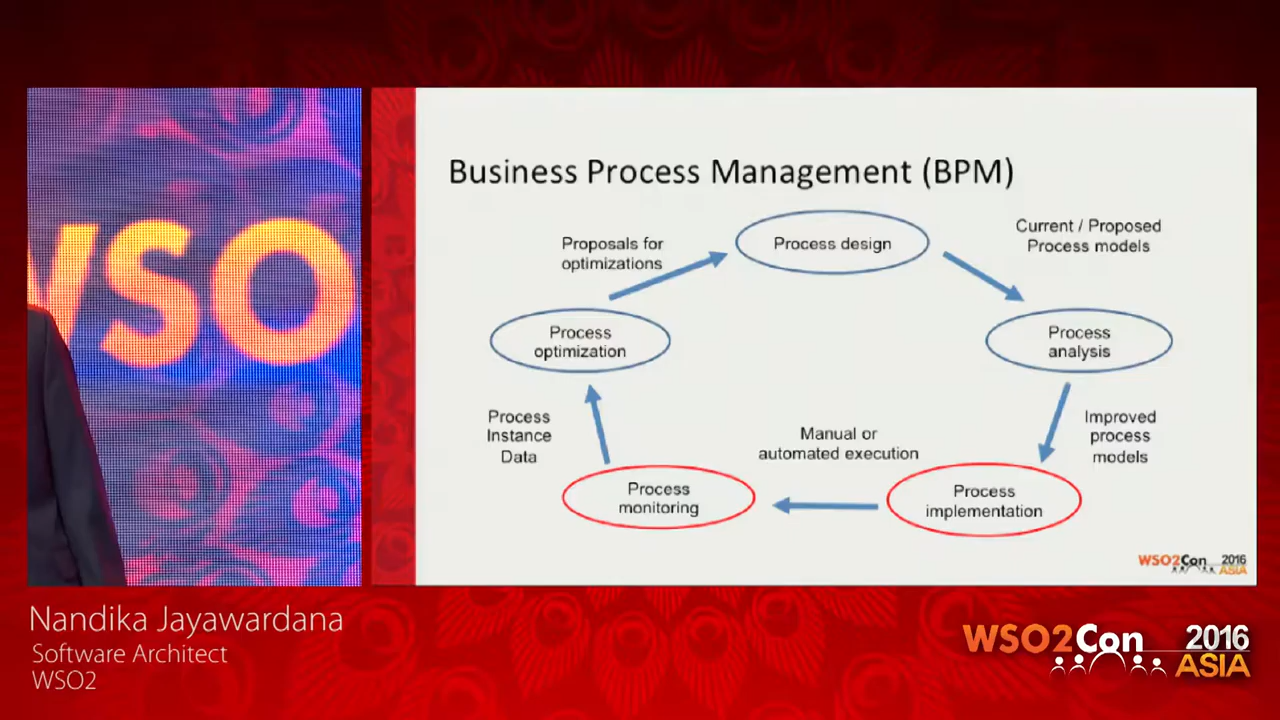 WSO
Business Process Management (BPM)
Proposals for
optimizations
Process design
Current / Proposed
Process models
Process
optimization
Process
analysis
Process
Instance
Data
Manual or
automated execution
Improved
process
models
Process
monitoring
Process
implementation
WSO2Con 2016
ASIA
Nandika Jayawardana
Software Architect
WSO2
WSO2Con 2016
ASIA